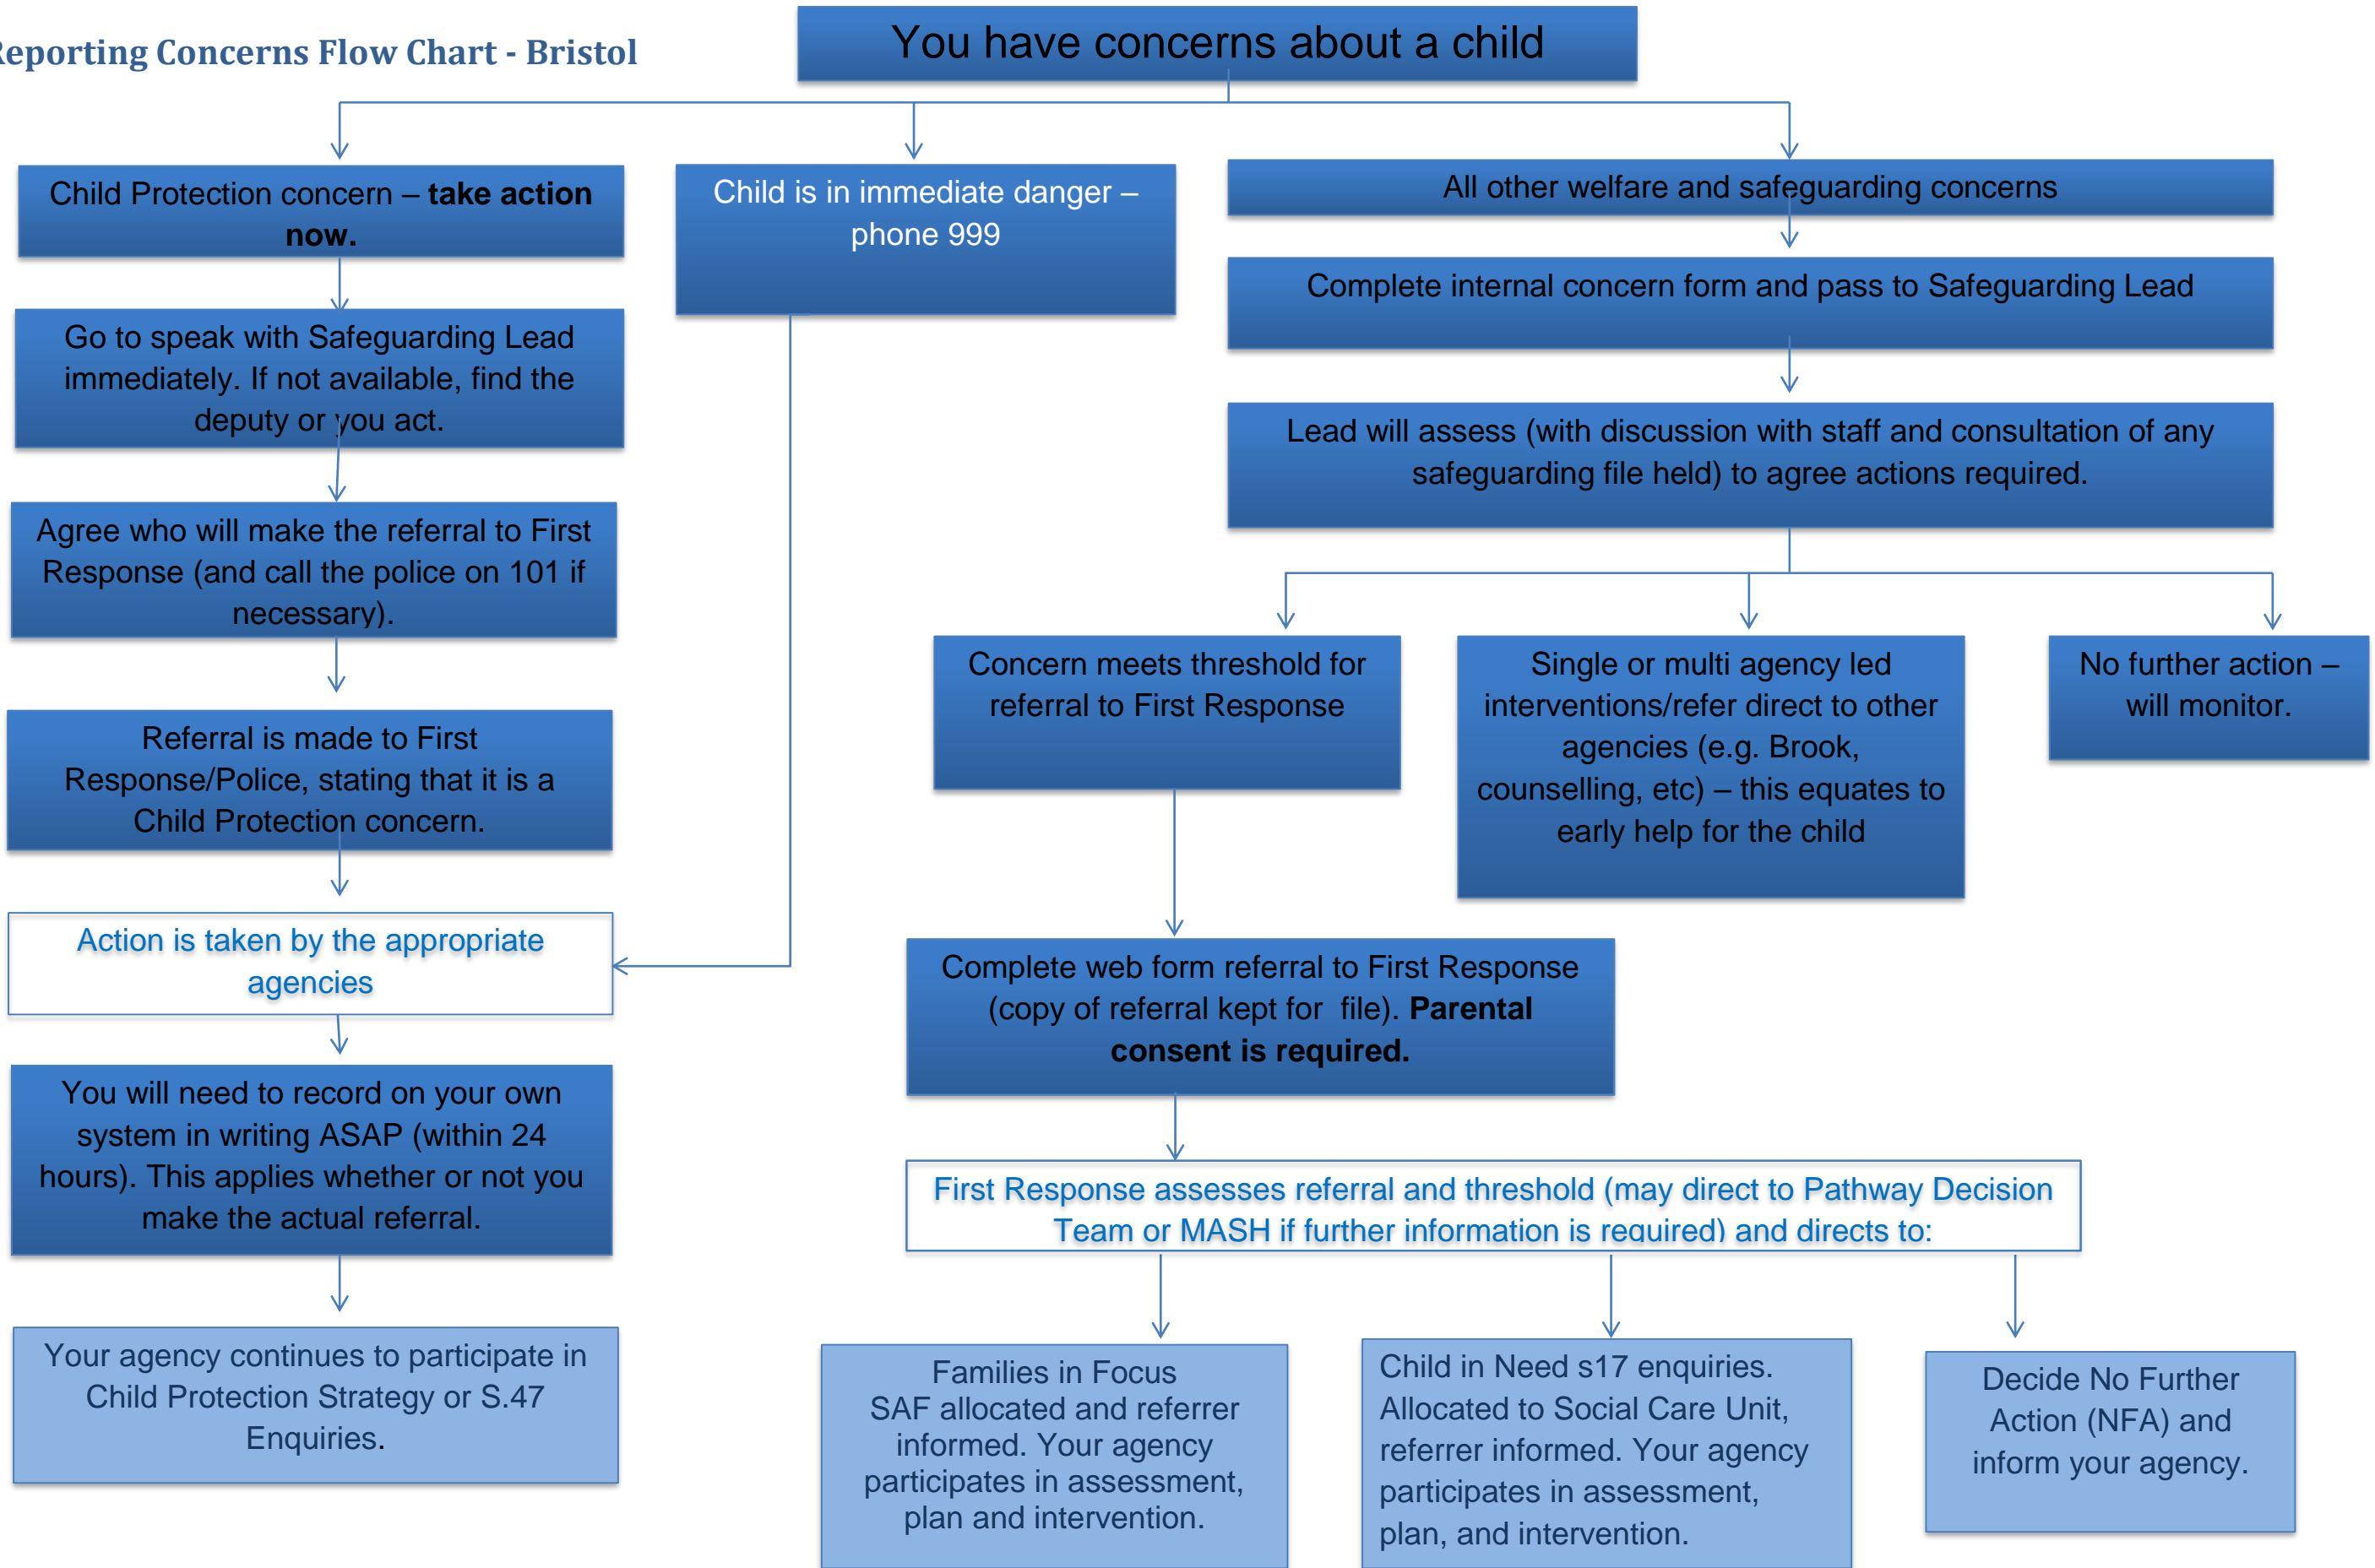 Reporting Concerns Flow Chart - Bristol
You have concerns about a child
Child Protection concern – take action
now.
Go to speak with Safeguarding Lead
immediately. If not available, find the
deputy or you act.
Agree who will make the referral to First
Response (and call the police on 101 if
necessary).
Referral is made to First
Response/Police, stating that it is a
Child Protection concern.
Action is taken by the appropriate
agencies
You will need to record on your own
system in writing ASAP (within 24
hours). This applies whether or not you
make the actual referral.
Your agency continues to participate in
Child Protection Strategy or S.47
Enquiries.
Child is in immediate danger –
phone 999
All other welfare and safeguarding concerns
Complete internal concern form and pass to Safeguarding Lead
Lead will assess (with discussion with staff and consultation of any
safeguarding file held) to agree actions required.
Concern meets threshold for
referral to First Response
Single or multi agency led
interventions/refer direct to other
agencies (e.g. Brook,
counselling, etc) – this equates to
early help for the child
No further action –
will monitor.
Complete web form referral to First Response
(copy of referral kept for file). Parental
consent is required.
First Response assesses referral and threshold (may direct to Pathway Decision
Team or MASH if further information is required) and directs to:
Families in Focus
SAF allocated and referrer
informed. Your agency
participates in assessment,
plan and intervention.
Child in Need s17 enquiries.
Allocated to Social Care Unit,
referrer informed. Your agency
participates in assessment,
plan, and intervention.
Decide No Further
Action (NFA) and
inform your agency.